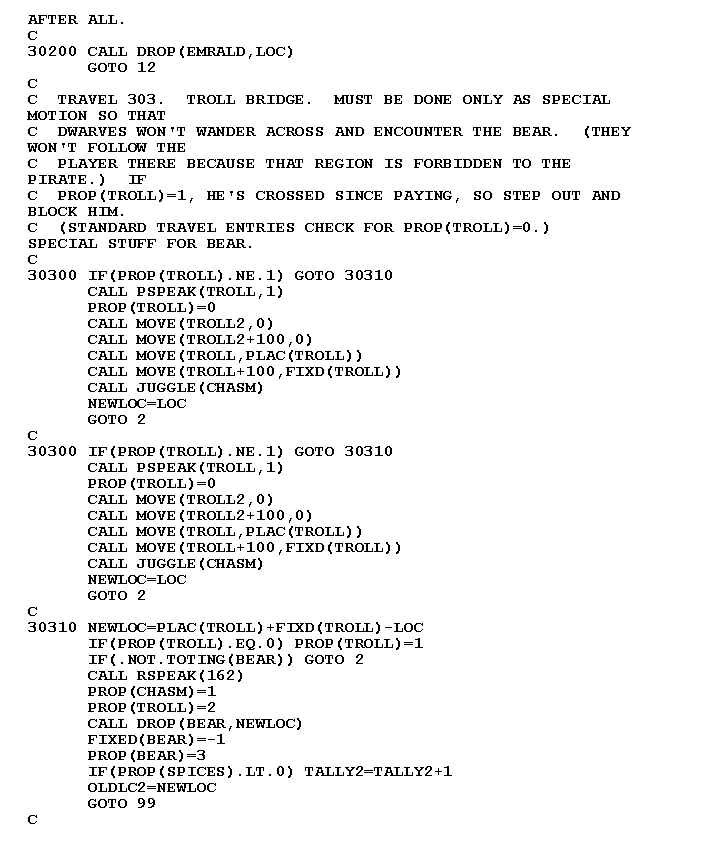 AFTER ALL.
C
30200 CALL DROP(EMRALD,LOC)
      GOTO 12
C
C  TRAVEL 303.  TROLL BRIDGE.  MUST BE DONE ONLY AS SPECIAL
MOTION SO THAT
C  DWARVES WON'T WANDER ACROSS AND ENCOUNTER THE BEAR.  (THEY
WON'T FOLLOW THE
C  PLAYER THERE BECAUSE THAT REGION IS FORBIDDEN TO THE
PIRATE.)  IF
C  PROP(TROLL)=1, HE'S CROSSED SINCE PAYING, SO STEP OUT AND
BLOCK HIM.
C  (STANDARD TRAVEL ENTRIES CHECK FOR PROP(TROLL)=0.)
SPECIAL STUFF FOR BEAR.
C
30300 IF(PROP(TROLL).NE.1) GOTO 30310
      CALL PSPEAK(TROLL,1)
      PROP(TROLL)=0
      CALL MOVE(TROLL2,0)
      CALL MOVE(TROLL2+100,0)
      CALL MOVE(TROLL,PLAC(TROLL))
      CALL MOVE(TROLL+100,FIXD(TROLL))
      CALL JUGGLE(CHASM)
      NEWLOC=LOC
      GOTO 2
C
30300 IF(PROP(TROLL).NE.1) GOTO 30310
      CALL PSPEAK(TROLL,1)
      PROP(TROLL)=0
      CALL MOVE(TROLL2,0)
      CALL MOVE(TROLL2+100,0)
      CALL MOVE(TROLL,PLAC(TROLL))
      CALL MOVE(TROLL+100,FIXD(TROLL))
      CALL JUGGLE(CHASM)
      NEWLOC=LOC
      GOTO 2
C
30310 NEWLOC=PLAC(TROLL)+FIXD(TROLL)-LOC
      IF(PROP(TROLL).EQ.0) PROP(TROLL)=1
      IF(.NOT.TOTING(BEAR)) GOTO 2
      CALL RSPEAK(162)
      PROP(CHASM)=1
      PROP(TROLL)=2
      CALL DROP(BEAR,NEWLOC)
      FIXED(BEAR)=-1
      PROP(BEAR)=3
      IF(PROP(SPICES).LT.0) TALLY2=TALLY2+1
      OLDLC2=NEWLOC
      GOTO 99
C